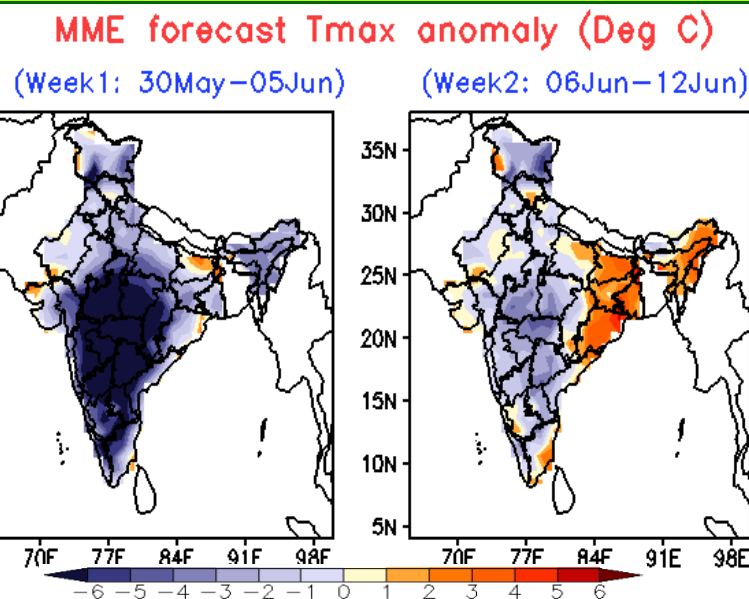 MME forecast Tmax anomaly (Deg C)
(Week1: 30May–05Jun)
(Week2: 06Jun–12Jun)
35N
30N
25N
20N
15N
10N
5N
70E 77E 84E 91E 98E
70E 77E 84E 91E 98E
−6 −5 −4 −3 −2 −1 0 1 2 3 4 5 6